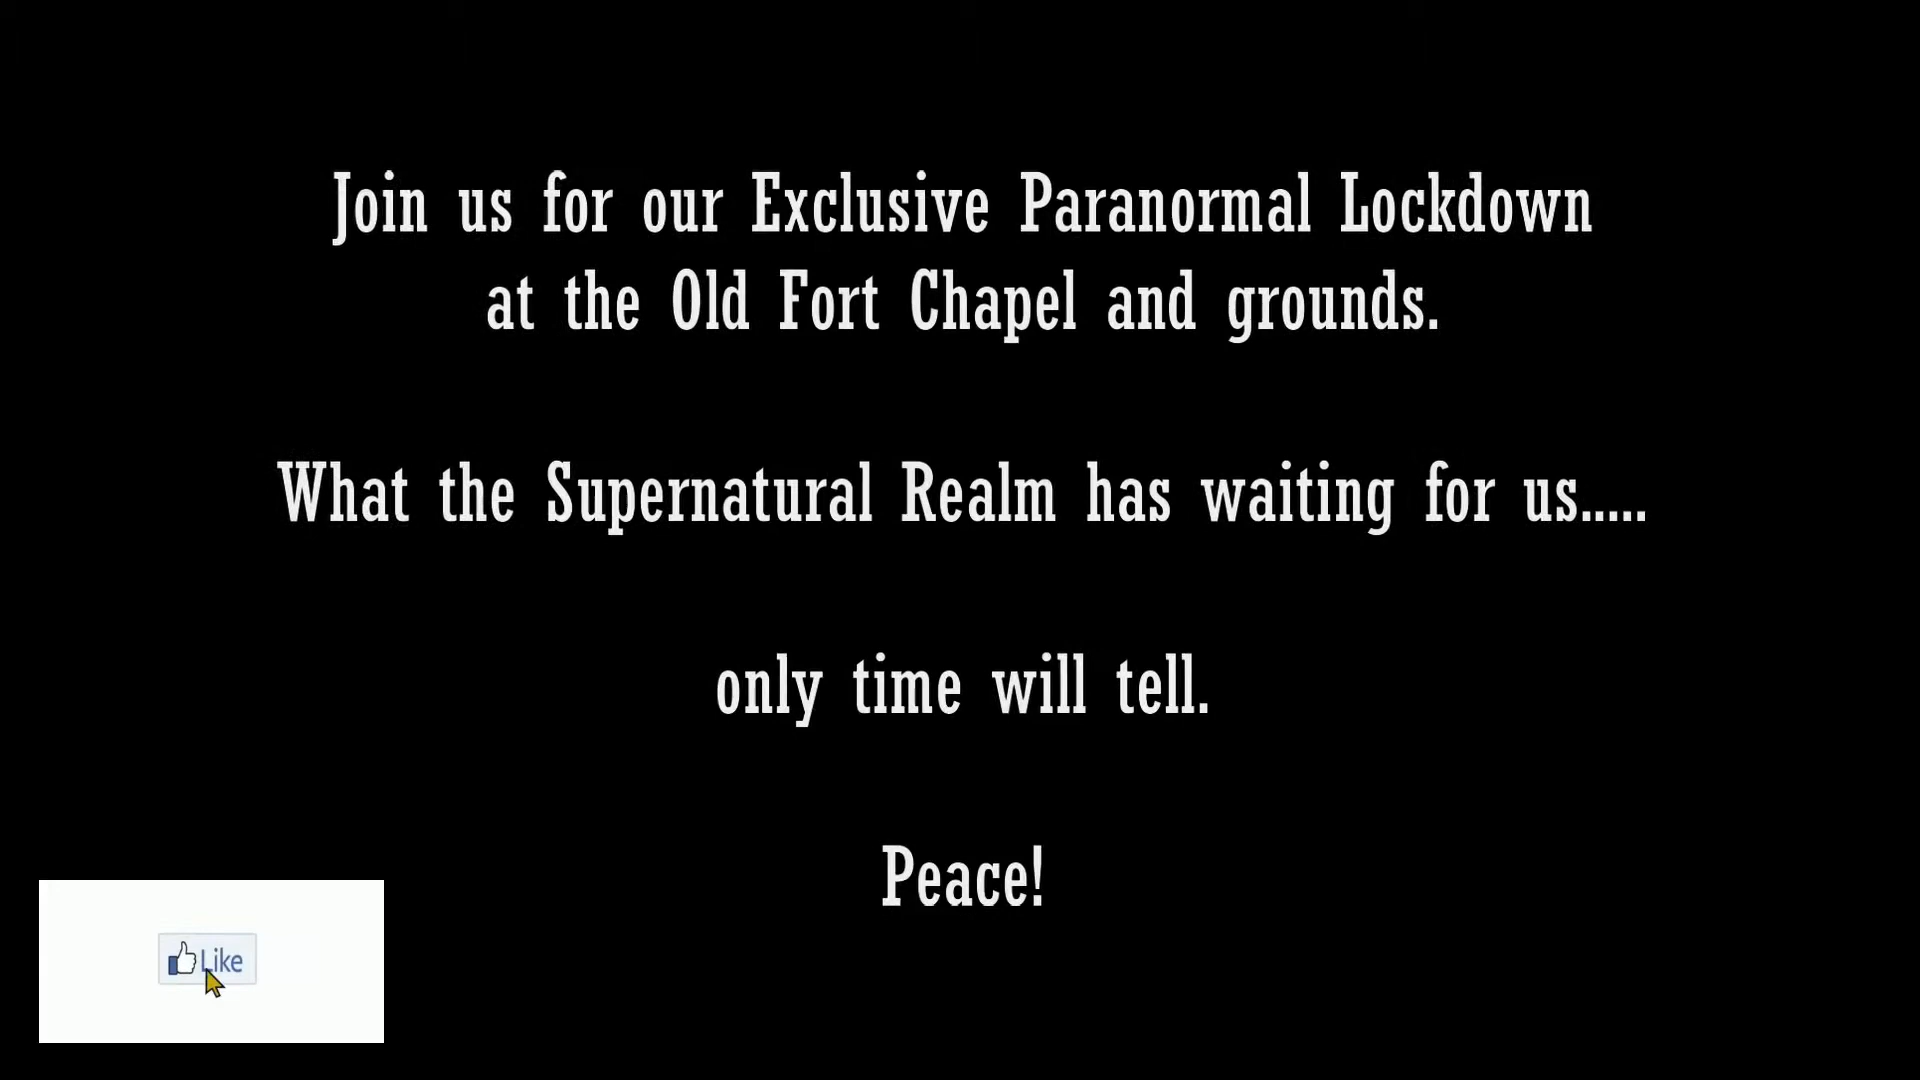 Join us for our Exclusive Paranormal Lockdown
at the Old Fort Chapel and grounds.
What the Supernatural Realm has waiting for us.....
only time will tell.
Peace!
Like